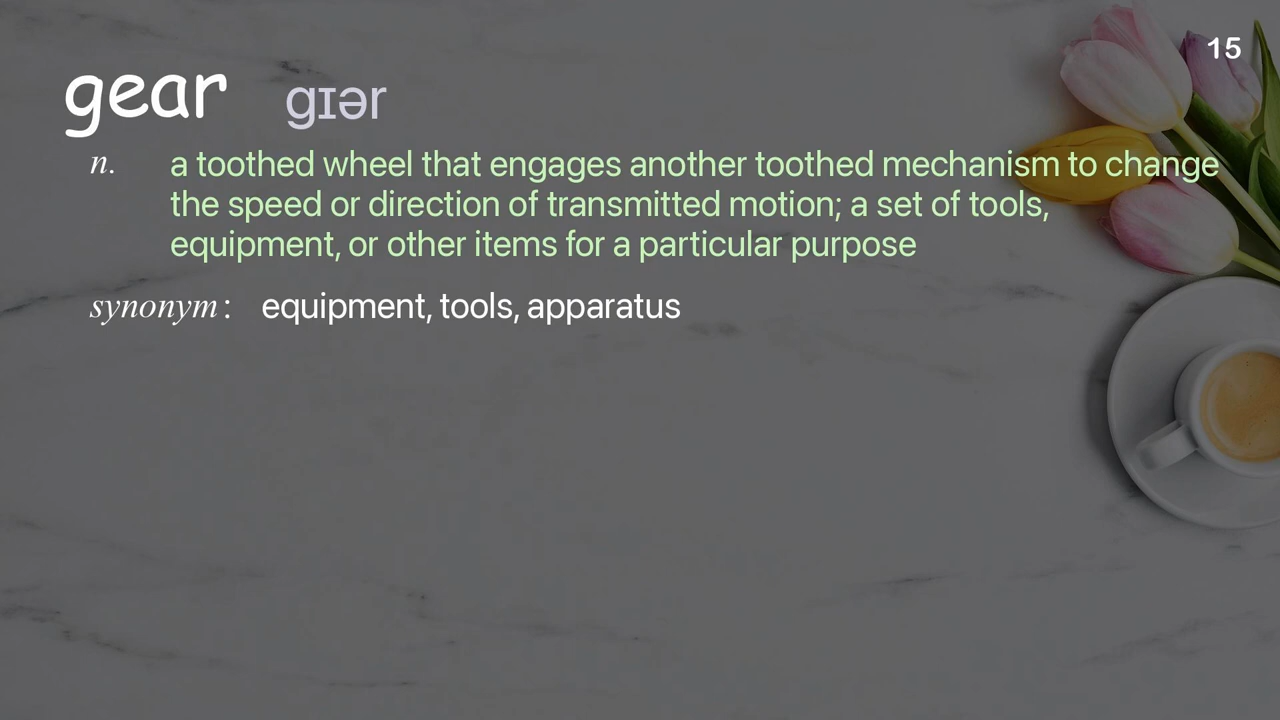 15
gear gɪər
n. a toothed wheel that engages another toothed mechanism to change
the speed or direction of transmitted motion; a set of tools,
equipment, or other items for a particular purpose
synonym: equipment, tools, apparatus